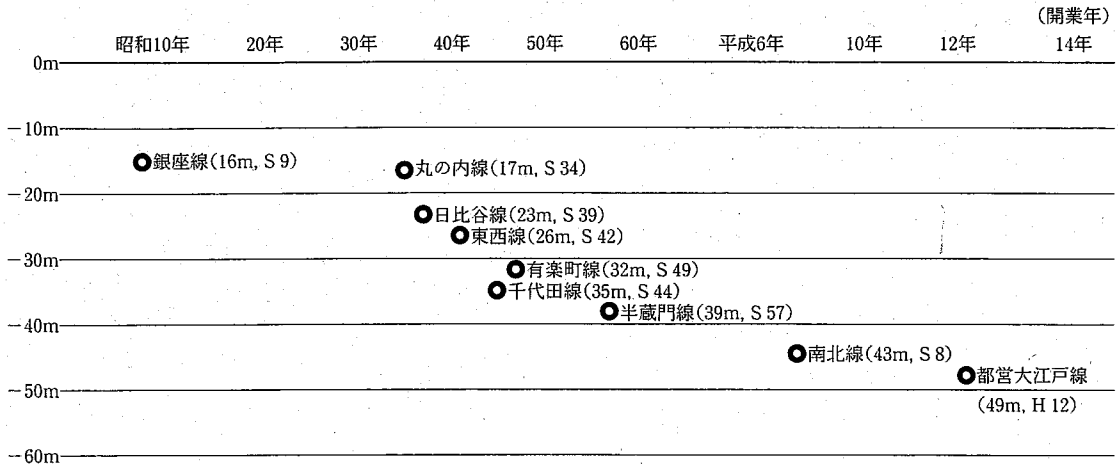 (開業年)
昭和10年 20年 30年 40年 50年 60年 平成6年 10年 12年 14年
0m
-10m
銀座線(16m, S 9)
丸の内線(17m, S 34)
-20m
日比谷線(23m, S 39)
東西線(26m, S 42)
-30m
有楽町線(32m, S 49)
千代田線(35m, S 44)
半蔵門線(39m, S 57)
-40m
南北線(43m, S 8)
都営大江戸線
-50m
(49m, H 12)
-60m